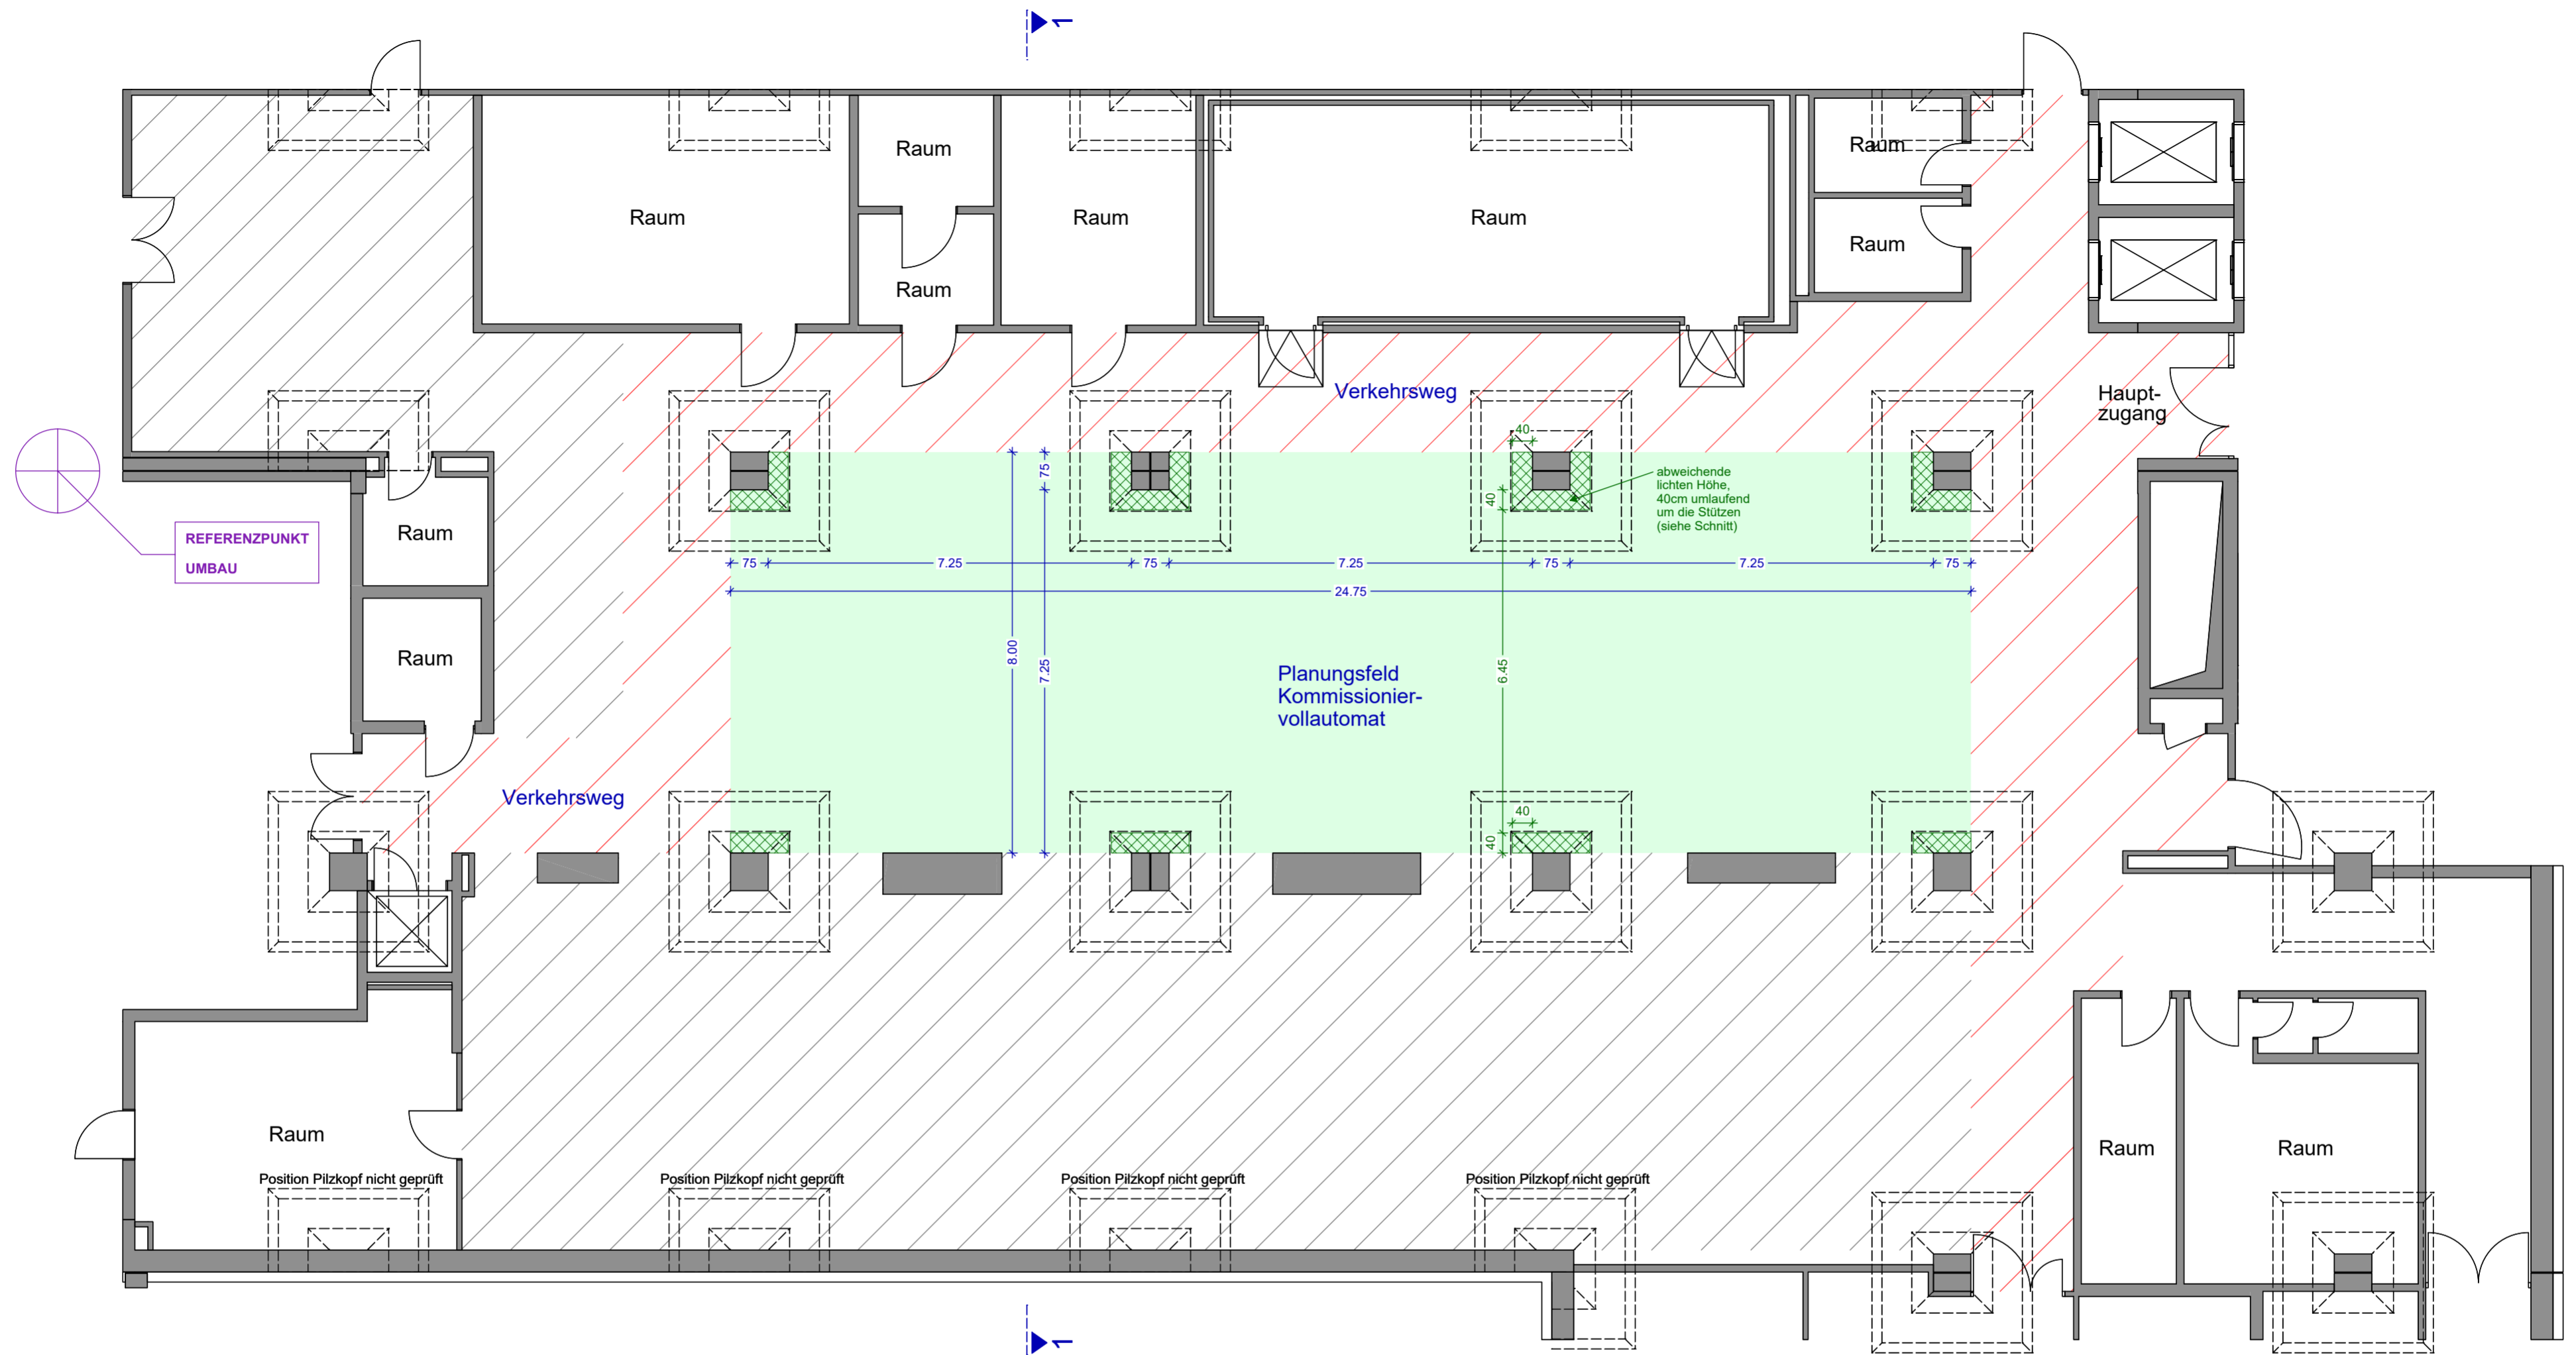 1
Raum
Raum
Raum
Raum
Raum
Raum
Raum
Raum
Verkehrsweg
Haupt-
zugang
40
75
40
abweichende
lichten Höhe,
40cm umlaufend
um die Stützen
(siehe Schnitt)
REFERENZPUNKT
UMBAU
Raum
75
7.25
75
7.25
75
7.25
75
24.75
8.00
7.25
6.45
Raum
Planungsfeld
Kommissionier-
vollautomat
Verkehrsweg
40
40
Raum
Raum
Raum
Position Pilzkopf nicht geprüft
Position Pilzkopf nicht geprüft
Position Pilzkopf nicht geprüft
Position Pilzkopf nicht geprüft
1